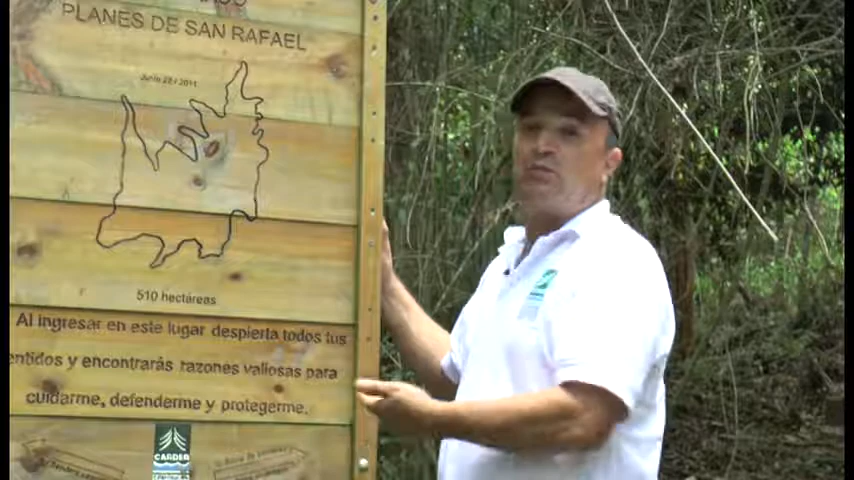 PLANES DE SAN RAFAEL
Junio 28 / 2011
510 hectáreas
Al ingresar en este lugar despierta todos tus
entidos y encontrarás razones valiosas para
cuidarme, defenderme y protegerme.
CARDER